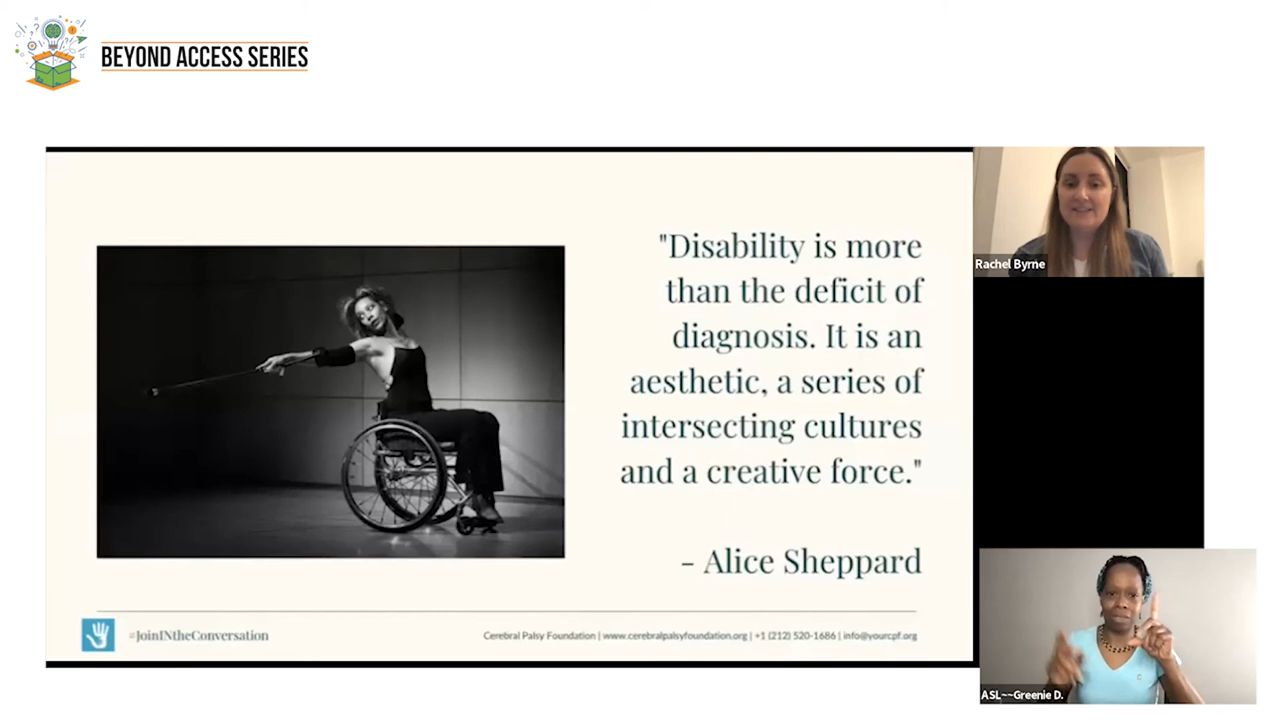 BEYOND ACCESS SERIES
"Disability is more
than the deficit of
diagnosis. It is an
aesthetic, a series of
intersecting cultures
and a creative force."
- Alice Sheppard
#JoinINtheConversation
Cerebral Palsy Foundation | www.cerebralpalsyfoundation.org | +1 (212) 520-1686 | info@yourcpf.org
Rachel Byrne
ASL~~Greenie D.